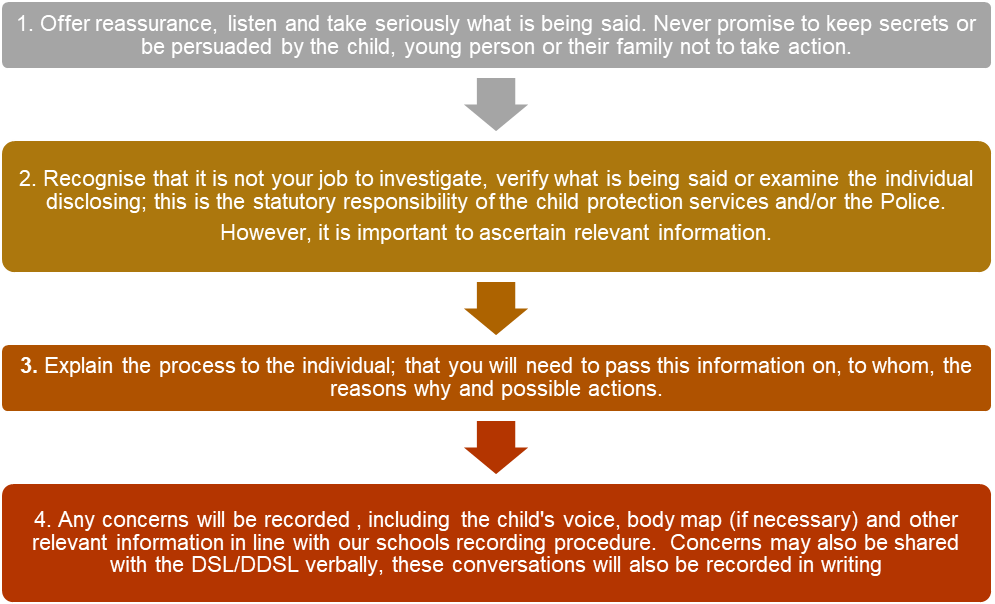 1. Offer reassurance, listen and take seriously what is being said. Never promise to keep secrets or
be persuaded by the child, young person or their family not to take action.
2. Recognise that it is not your job to investigate, verify what is being said or examine the individual
disclosing; this is the statutory responsibility of the child protection services and/or the Police.
However, it is important to ascertain relevant information.
3. Explain the process to the individual; that you will need to pass this information on, to whom, the
reasons why and possible actions.
4. Any concerns will be recorded , including the child's voice, body map (if necessary) and other
relevant information in line with our schools recording procedure. Concerns may also be shared
with the DSL/DDSL verbally, these conversations will also be recorded in writing